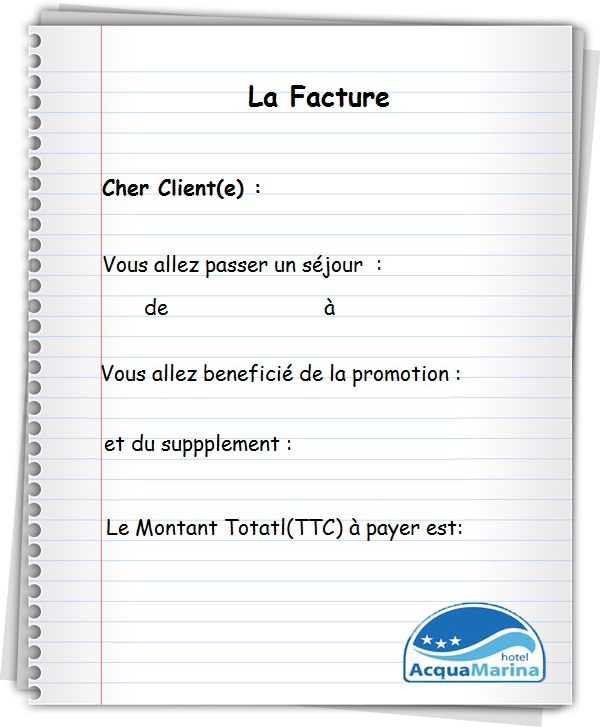 La Facture
Cher Client(e) :
Vous allez passer un séjour :
de à
Vous allez beneficié de la promotion :
et du suppplement :
Le Montant Totatl(TTC) à payer est:
hotel
AcquaMarina